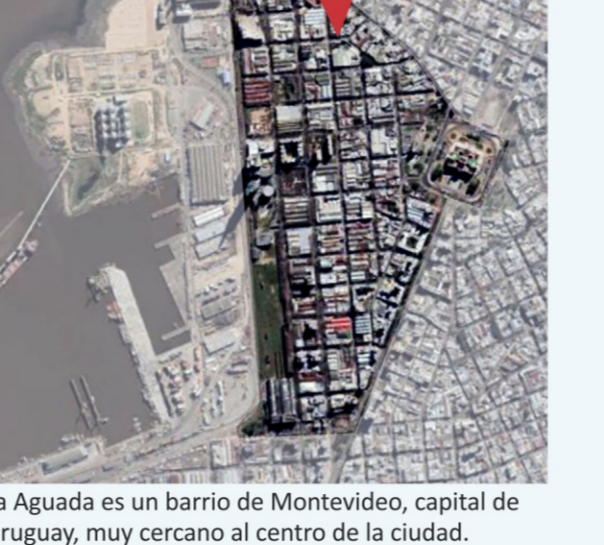 a Aguada es un barrio de Montevideo, capital de
ruguay, muy cercano al centro de la ciudad.